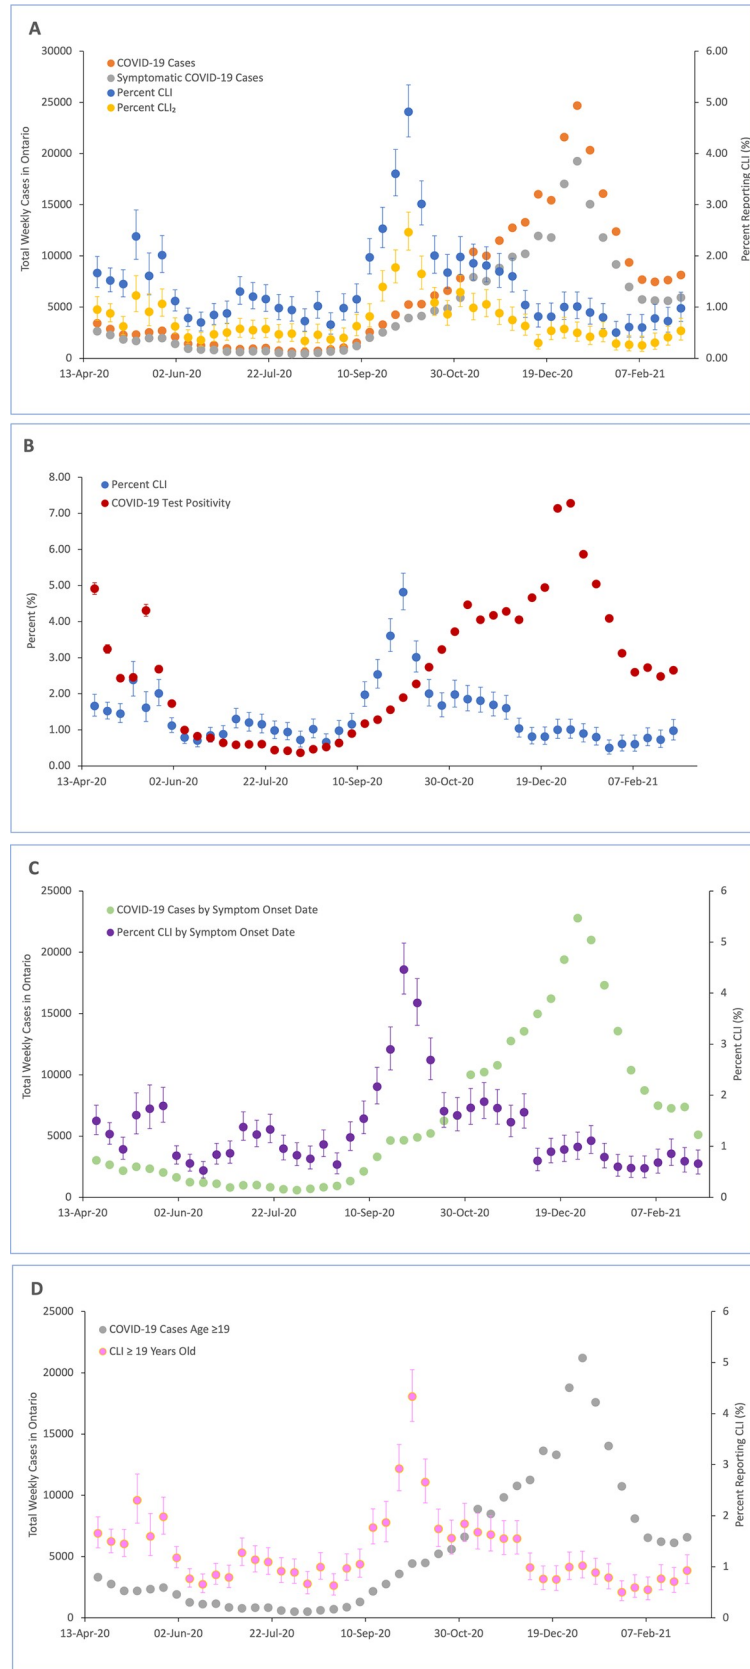 A
30000
25000
20000
15000
10000
5000
0
6.00
5.00
4.00
3.00
2.00
1.00
0.00
Total Weekly Cases in Ontario
Percent Reporting CLI (%)
COVID-19 Cases
Symptomatic COVID-19 Cases
Percent CLI
Percent CLI₂
13-Apr-20 02-Jun-20 22-Jul-20 10-Sep-20 30-Oct-20 19-Dec-20 07-Feb-21
B
8.00
7.00
6.00
5.00
4.00
3.00
2.00
1.00
0.00
Percent (%)
Percent CLI
COVID-19 Test Positivity
13-Apr-20 02-Jun-20 22-Jul-20 10-Sep-20 30-Oct-20 19-Dec-20 07-Feb-21
C
25000
20000
15000
10000
5000
0
6
5
4
3
2
1
0
Total Weekly Cases in Ontario
Percent CLI (%)
COVID-19 Cases by Symptom Onset Date
Percent CLI by Symptom Onset Date
13-Apr-20 02-Jun-20 22-Jul-20 10-Sep-20 30-Oct-20 19-Dec-20 07-Feb-21
D
25000
20000
15000
10000
5000
0
6
5
4
3
2
1
0
Total Weekly Cases in Ontario
Percent Reporting CLI (%)
COVID-19 Cases Age ≥19
CLI ≥ 19 Years Old
13-Apr-20 02-Jun-20 22-Jul-20 10-Sep-20 30-Oct-20 19-Dec-20 07-Feb-21